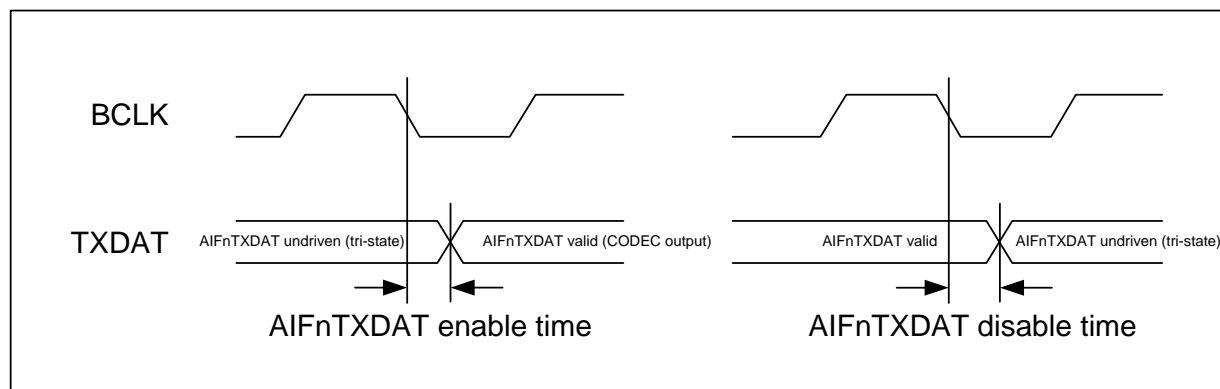 BCLK
TXDAT
AIFnTXDAT undriven (tri-state)
AIFnTXDAT valid (CODEC output)
AIFnTXDAT valid
AIFnTXDAT undriven (tri-state)
AIFnTXDAT enable time
AIFnTXDAT disable time